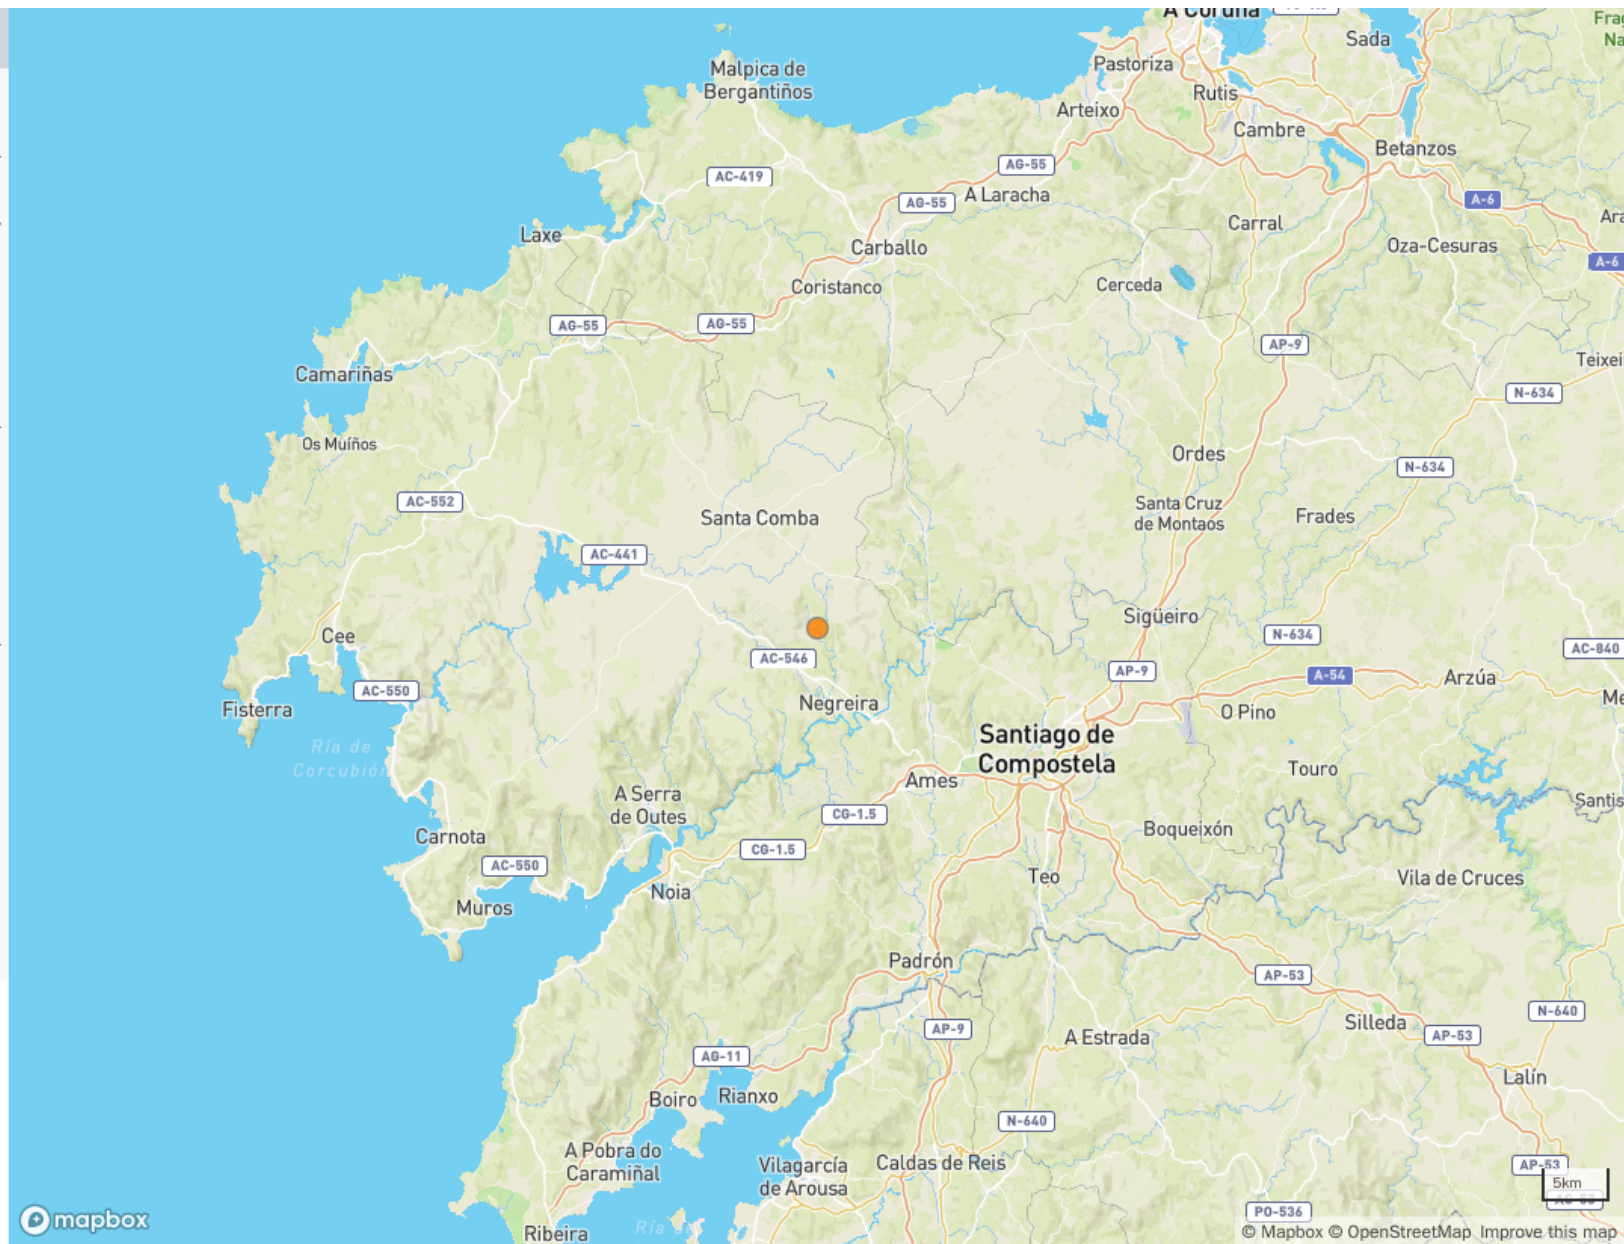 A Coruña
Sada
Malpica de
Bergantiños
Pastoriza
Rutis
Arteixo
Cambre
Betanzos
AG-55
AC-419
A Laracha
AG-55
A-6
Laxe
Carral
Carballo
Oza-Cesuras
A-6
Coristanco
Cerceda
AG-55
AG-55
AP-9
Camariñas
N-634
Os Muíños
Ordes
N-634
AC-552
Santa Comba
Santa Cruz
de Montaos
Frades
AC-441
Sigüeiro
Cee
N-634
AC-840
AC-546
AP-9
A-54
Arzúa
AC-550
Fisterra
Negreira
O Pino
Santiago de
Compostela
Ría de
Corcubión
Touro
Ames
A Serra
de Outes
CG-1.5
Boqueixón
Carnota
CG-1.5
AC-550
Teo
Vila de Cruces
Noia
Muros
Padrón
AP-53
N-640
AP-9
Silleda
AP-53
A Estrada
AG-11
Lalín
Boiro
Rianxo
N-640
A Pobra do
Caramiñal
Vilagarcía
de Arousa
Caldas de Reis
AP-53
5km
PO-536
mapbox
Ribeira
© Mapbox © OpenStreetMap Improve this map